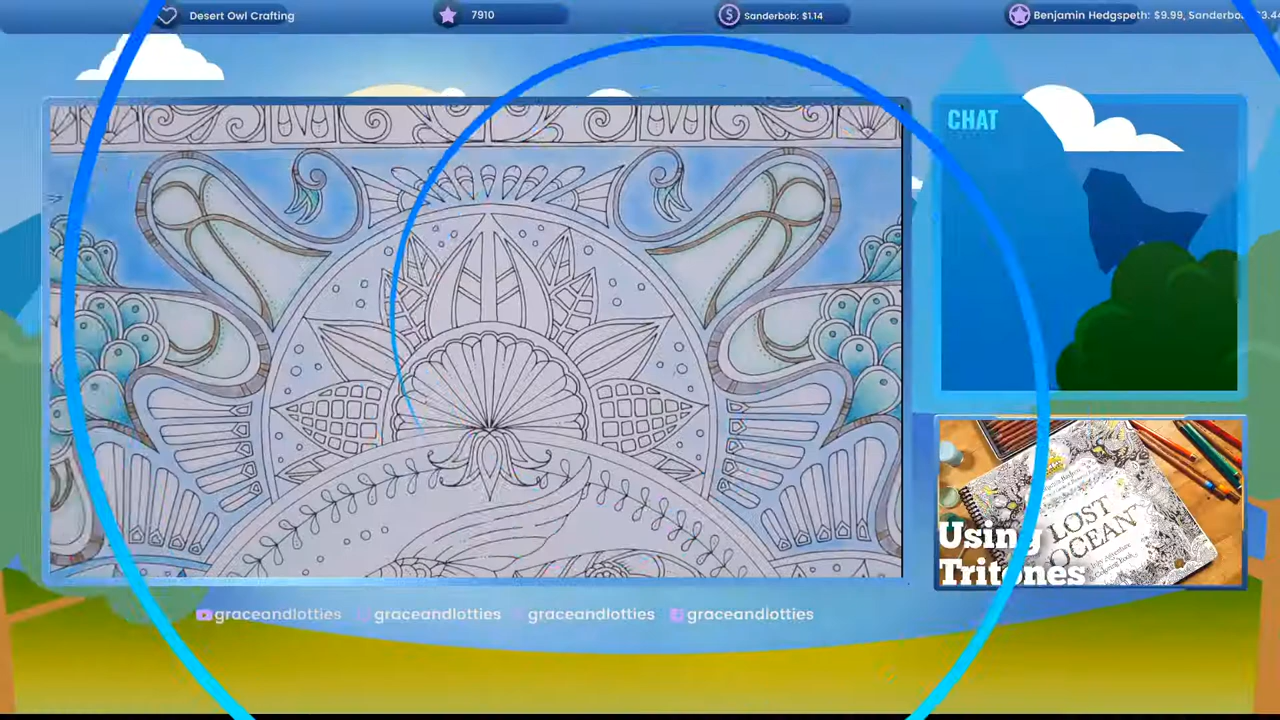 Desert Owl Crafting
7910
Sanderbob: $1.14
Benjamin Hedgspeth: $9.99,
CHAT
LOST
OCEAN
Using
Tritones
graceandlotties
graceandlotties
graceandlotties
graceandlotties